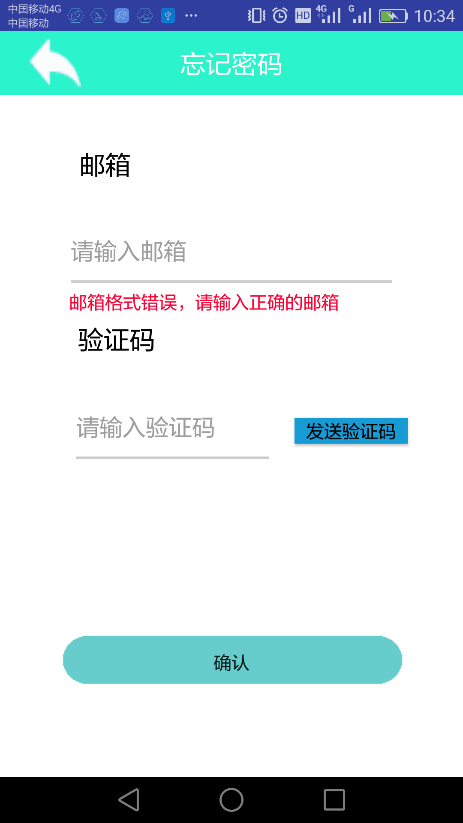 中国移动4G
中国移动
HD 4G G 10:34
忘记密码
邮箱
请输入邮箱
邮箱格式错误，请输入正确的邮箱
验证码
请输入验证码
发送验证码
确认